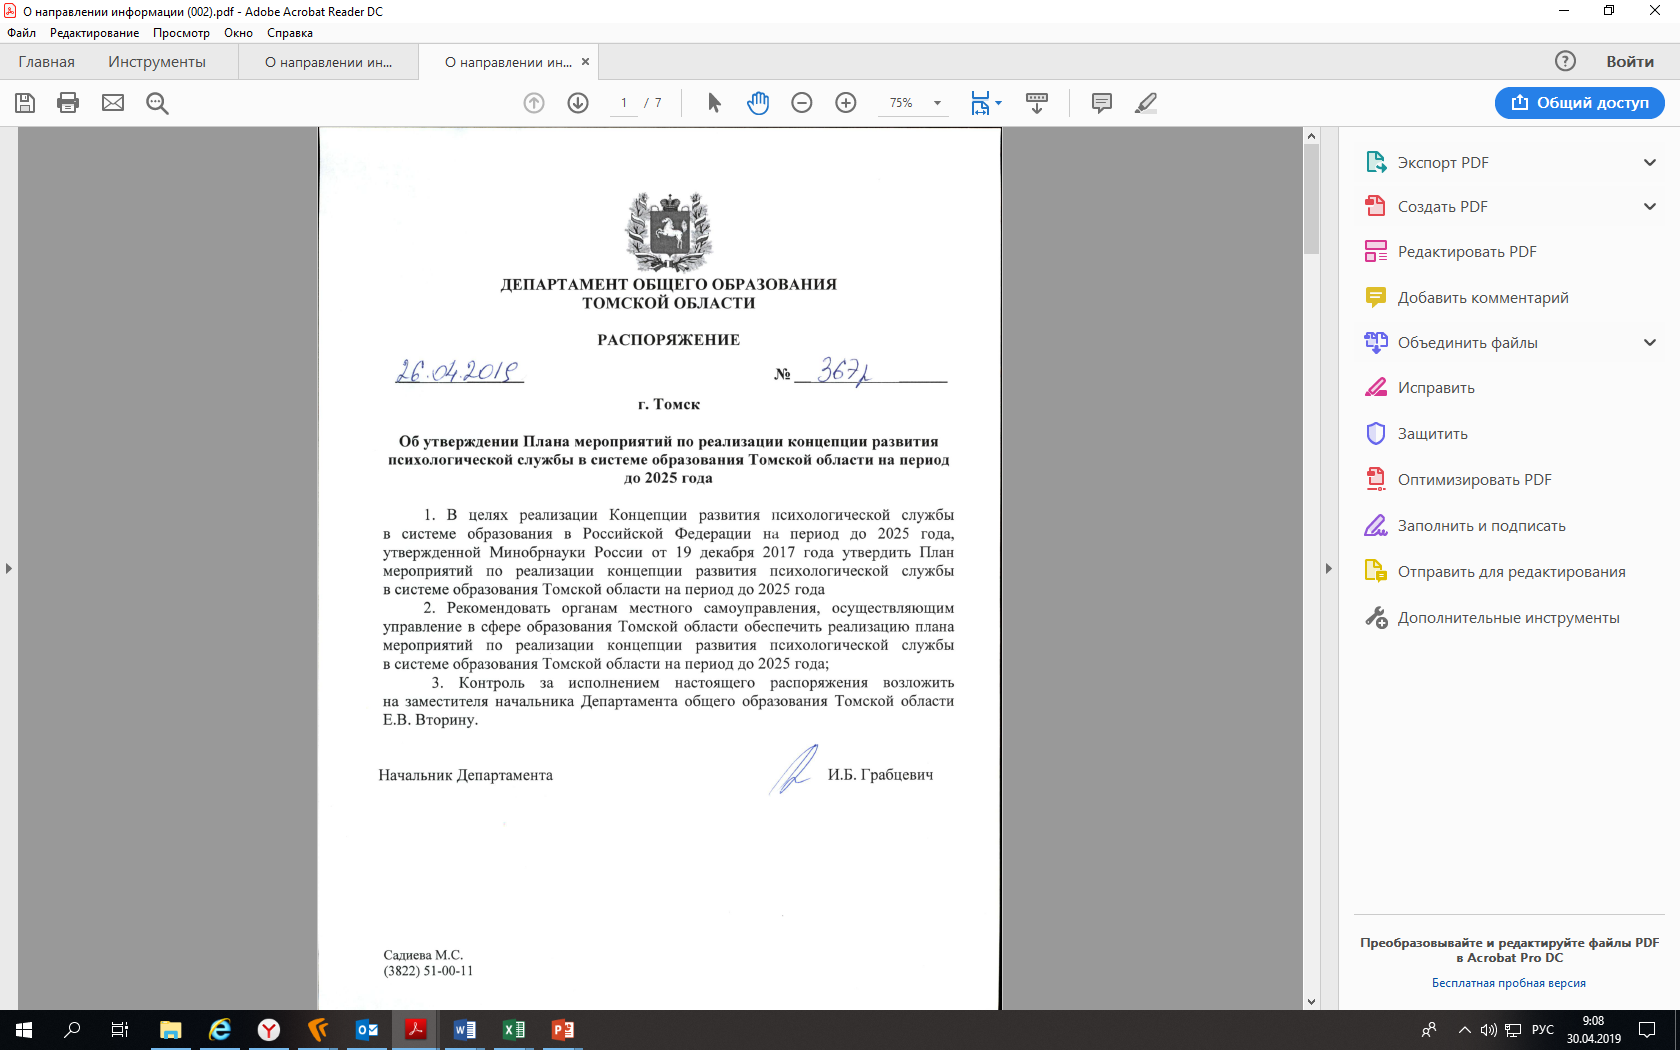 О направлении информации (002).pdf - Adobe Acrobat Reader DC
Файл Редактирование Просмотр Окно Справка
Главная Инструменты О направлении ин... О направлении ин... Войти
1 / 7 75% Общий доступ
ДЕПАРТАМЕНТ ОБЩЕГО ОБРАЗОВАНИЯ
ТОМСКОЙ ОБЛАСТИ
РАСПОРЯЖЕНИЕ
26.04.2019 № 367р
г. Томск
Об утверждении Плана мероприятий по реализации концепции развития
психологической службы в системе образования Томской области на период
до 2025 года
1. В целях реализации Концепции развития психологической службы
в системе образования в Российской Федерации на период до 2025 года,
утвержденной Минобрнауки России от 19 декабря 2017 года утвердить План
мероприятий по реализации концепции развития психологической службы
в системе образования Томской области на период до 2025 года
2. Рекомендовать органам местного самоуправления, осуществляющим
управление в сфере образования Томской области обеспечить реализацию плана
мероприятий по реализации концепции развития психологической службы
в системе образования Томской области на период до 2025 года;
3. Контроль за исполнением настоящего распоряжения возложить
на заместителя начальника Департамента общего образования Томской области
Е.В. Вторину.
Начальник Департамента И.Б. Грабцевич
Садиева М.С.
(3822) 51-00-11
Экспорт PDF
Создать PDF
Редактировать PDF
Добавить комментарий
Объединить файлы
Исправить
Защитить
Оптимизировать PDF
Заполнить и подписать
Отправить для редактирования
Дополнительные инструменты
Преобразовывайте и редактируйте файлы PDF
в Acrobat Pro DC
Бесплатная пробная версия
РУС
9:08
30.04.2019